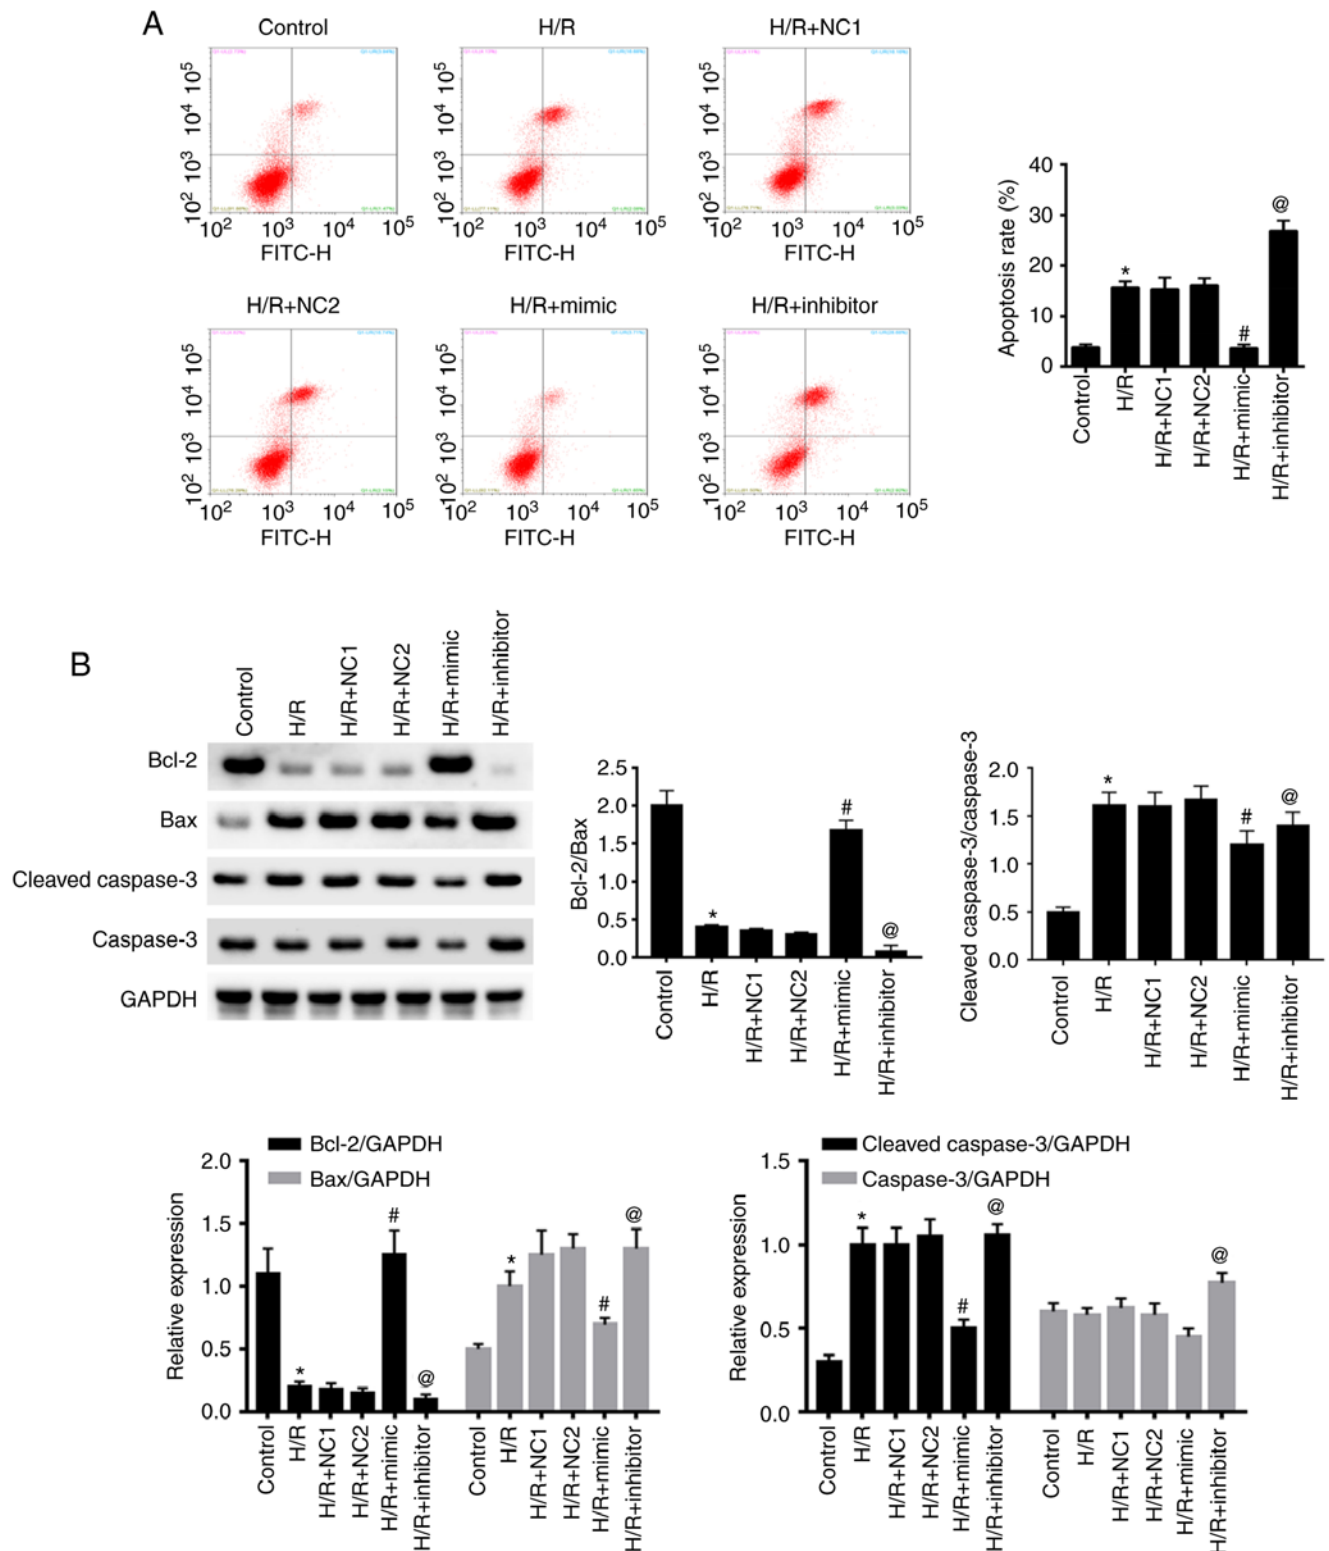 A
Control
H/R
H/R+NC1
10² 10³ 10⁴ 10⁵
10² 10³ 10⁴ 10⁵
10² 10³ 10⁴ 10⁵
10² 10³ 10⁴ 10⁵
10² 10³ 10⁴ 10⁵
10² 10³ 10⁴ 10⁵
FITC-H
FITC-H
FITC-H
H/R+NC2
H/R+mimic
H/R+inhibitor
10² 10³ 10⁴ 10⁵
10² 10³ 10⁴ 10⁵
10² 10³ 10⁴ 10⁵
10² 10³ 10⁴ 10⁵
10² 10³ 10⁴ 10⁵
10² 10³ 10⁴ 10⁵
FITC-H
FITC-H
FITC-H
Apoptosis rate (%)
40
30
20
10
0
*
#
@
Control
H/R
H/R+NC1
H/R+NC2
H/R+mimic
H/R+inhibitor
B
Control
H/R
H/R+NC1
H/R+NC2
H/R+mimic
H/R+inhibitor
Bcl-2
Bax
Cleaved caspase-3
Caspase-3
GAPDH
Bcl-2/Bax
2.5
2.0
1.5
1.0
0.5
0.0
*
#
@
Control
H/R
H/R+NC1
H/R+NC2
H/R+mimic
H/R+inhibitor
Cleaved caspase-3/caspase-3
2.0
1.5
1.0
0.5
0.0
*
#
@
Control
H/R
H/R+NC1
H/R+NC2
H/R+mimic
H/R+inhibitor
Bcl-2/GAPDH
Bax/GAPDH
Relative expression
2.0
1.5
1.0
0.5
0.0
*
#
@
*
#
@
Control
H/R
H/R+NC1
H/R+NC2
H/R+mimic
H/R+inhibitor
Control
H/R
H/R+NC1
H/R+NC2
H/R+mimic
H/R+inhibitor
Cleaved caspase-3/GAPDH
Caspase-3/GAPDH
Relative expression
1.5
1.0
0.5
0.0
*
#
@
@
Control
H/R
H/R+NC1
H/R+NC2
H/R+mimic
H/R+inhibitor
Control
H/R
H/R+NC1
H/R+NC2
H/R+mimic
H/R+inhibitor